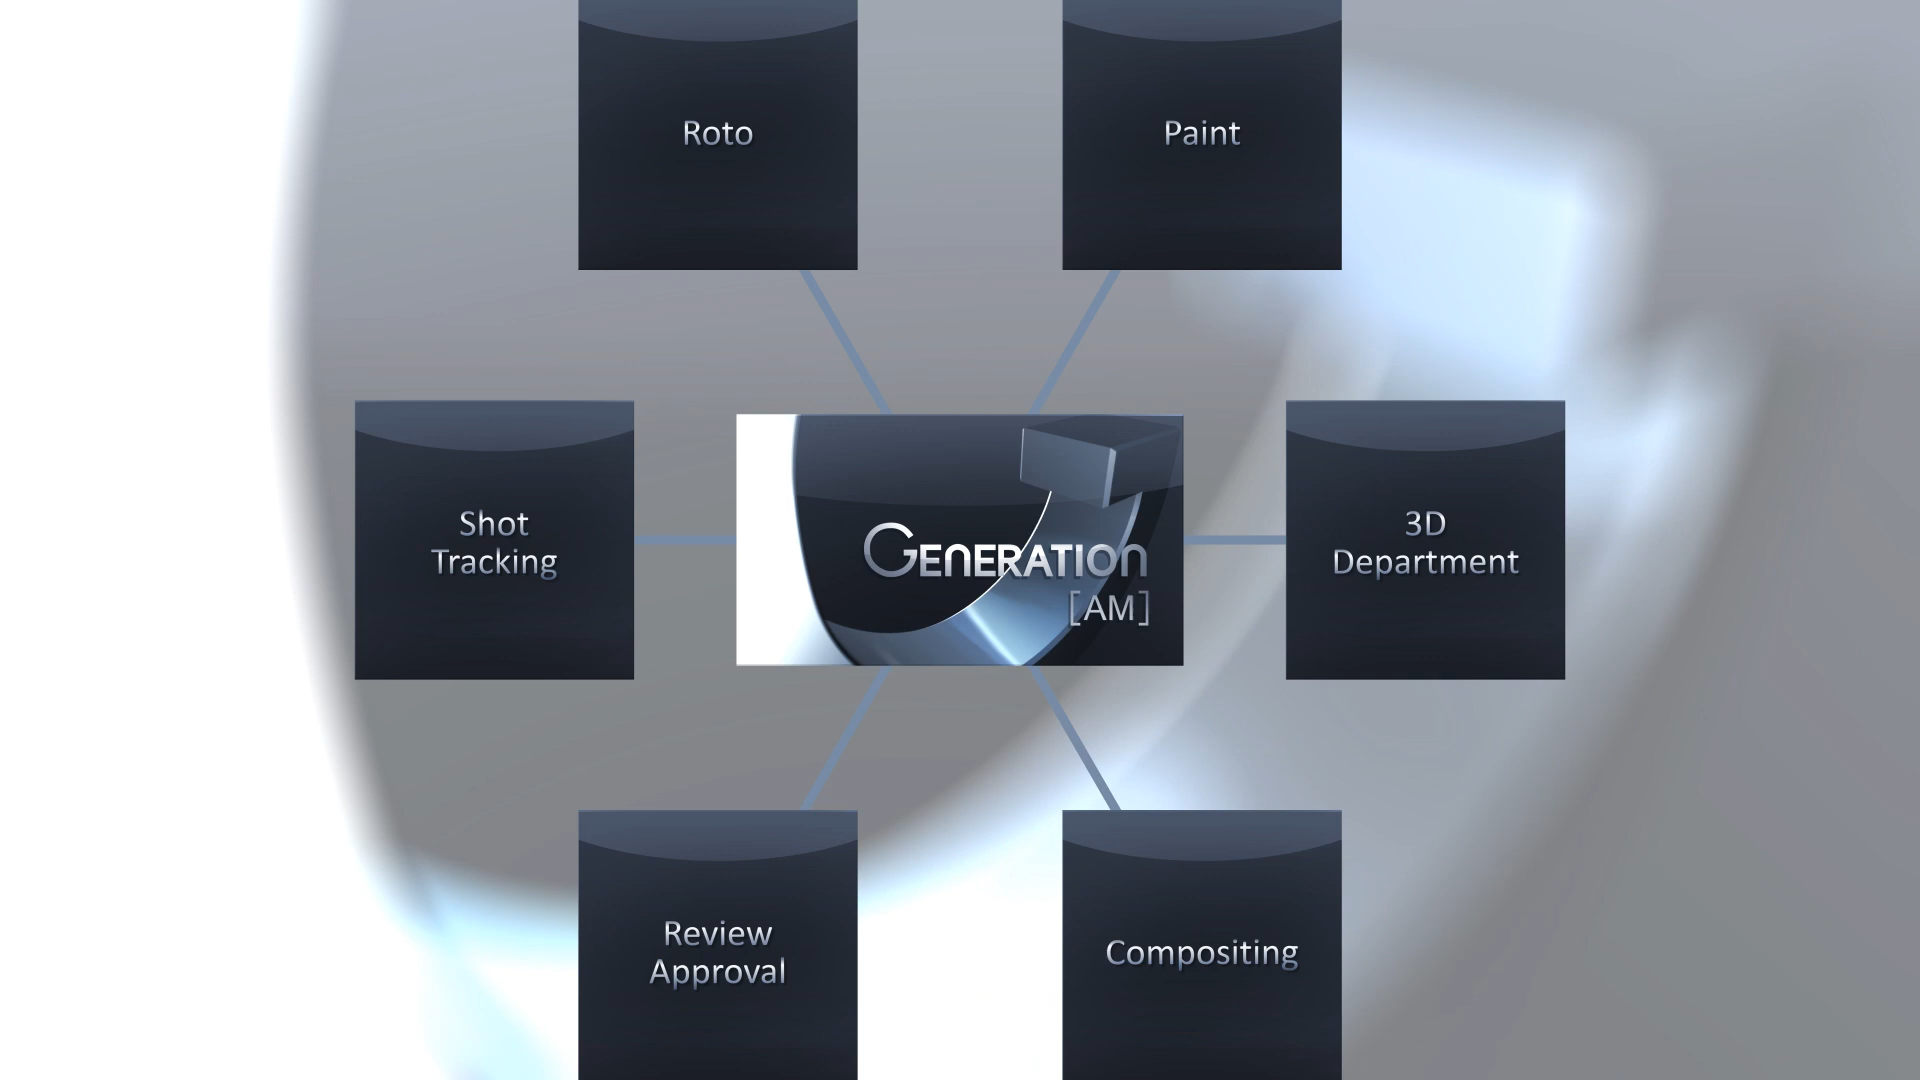 Roto
Paint
Shot
Tracking
GENERATION
[AM]
3D
Department
Review
Approval
Compositing